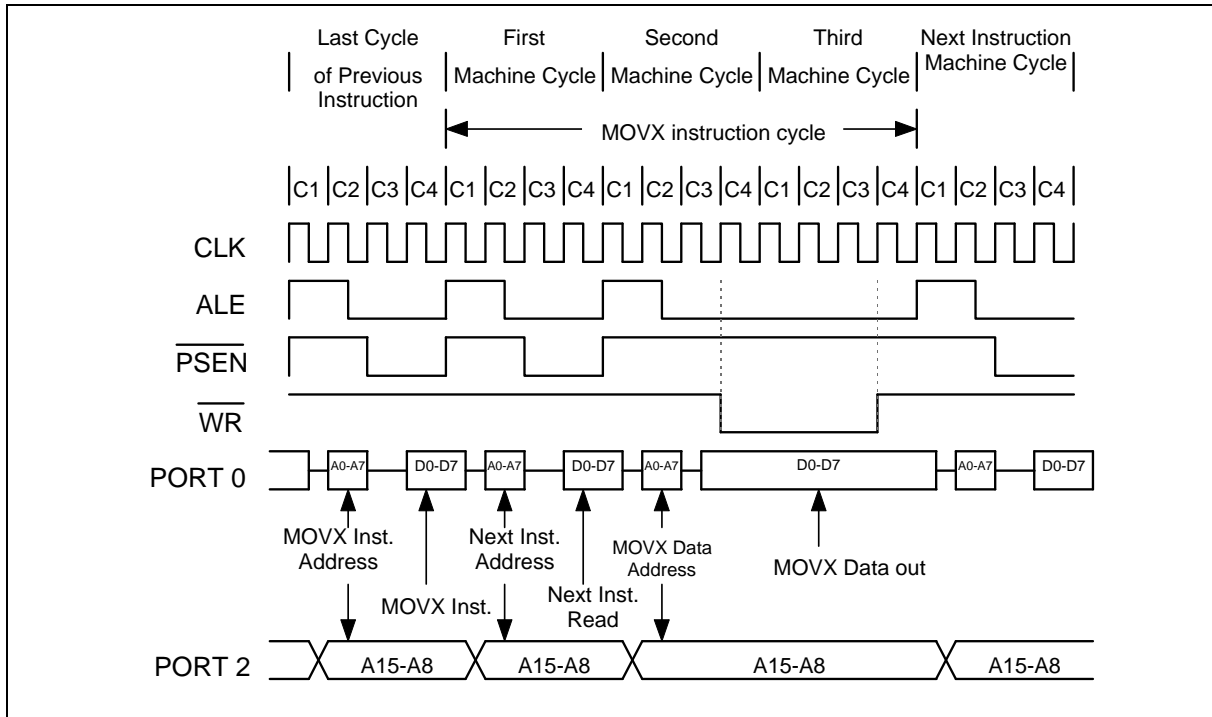 Last Cycle
of Previous
Instruction
First
Machine Cycle
Second
Machine Cycle
Third
Machine Cycle
Next Instruction
Machine Cycle
MOVX instruction cycle
C1 C2 C3 C4 C1 C2 C3 C4 C1 C2 C3 C4 C1 C2 C3 C4 C1 C2 C3 C4
CLK
ALE
PSEN
WR
PORT 0
A0-A7 D0-D7 A0-A7 D0-D7 A0-A7 D0-D7 A0-A7 D0-D7
MOVX Inst.
Address
MOVX Inst.
Next Inst.
Address
Next Inst.
Read
MOVX Data
Address
MOVX Data out
PORT 2
A15-A8 A15-A8 A15-A8 A15-A8